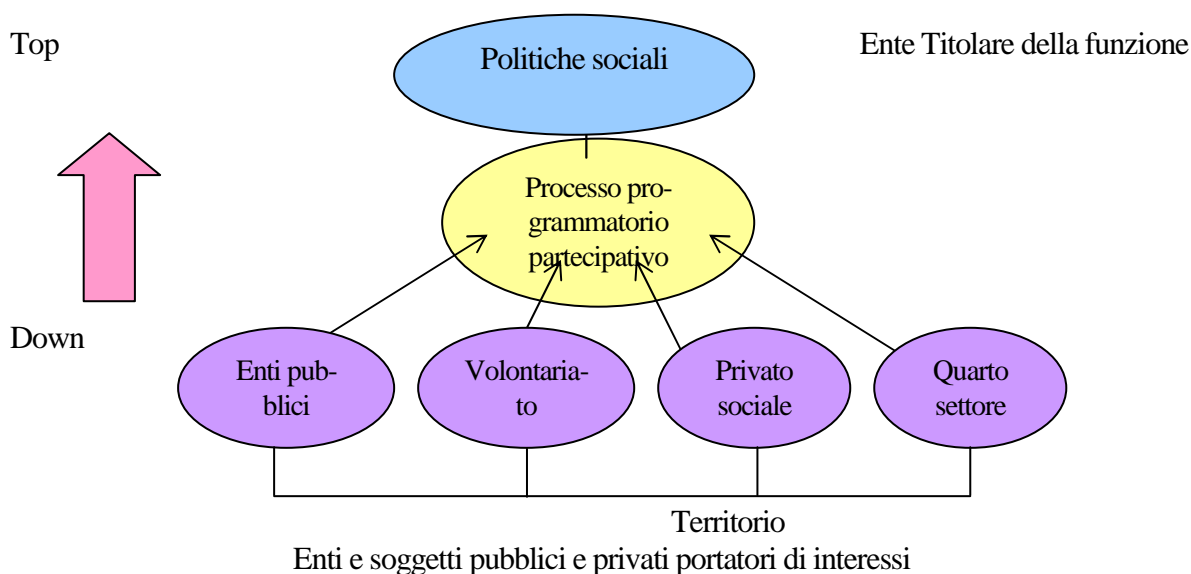 Top
Politiche sociali
Ente Titolare della funzione
Processo pro-
grammatorio
partecipativo
Down
Enti pub-
blici
Volontaria-
to
Privato
sociale
Quarto
settore
Territorio
Enti e soggetti pubblici e privati portatori di interessi